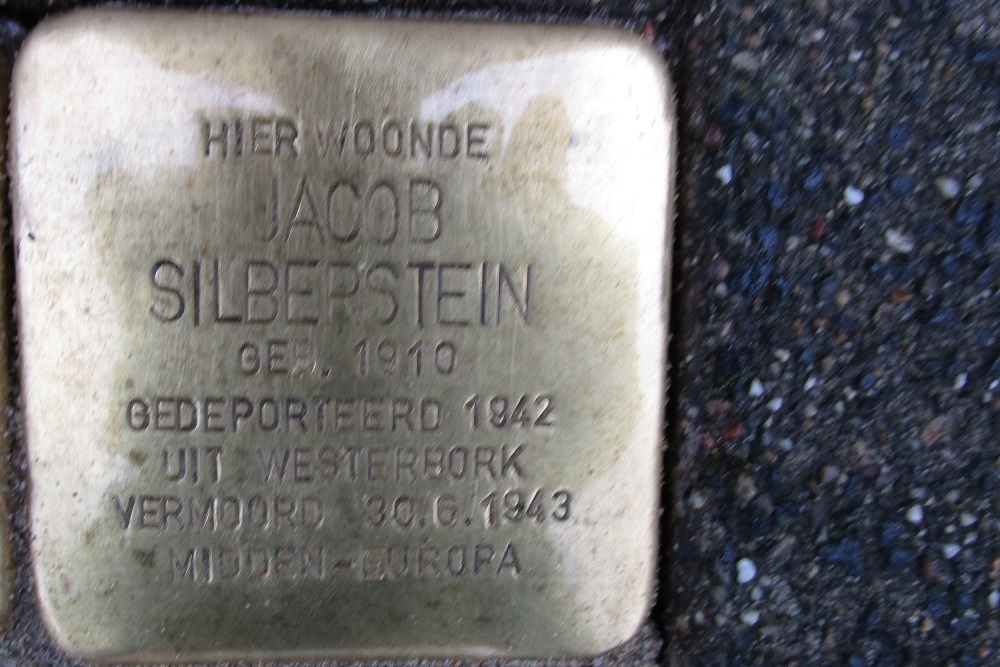 HIER WOONDE
JACOB
SILBERSTEIN
GEB. 1910
GEDEPORTEERD 1942
UIT WESTERBORK
VERMOORD 30.6.1943
MIDDEN-EUROPA